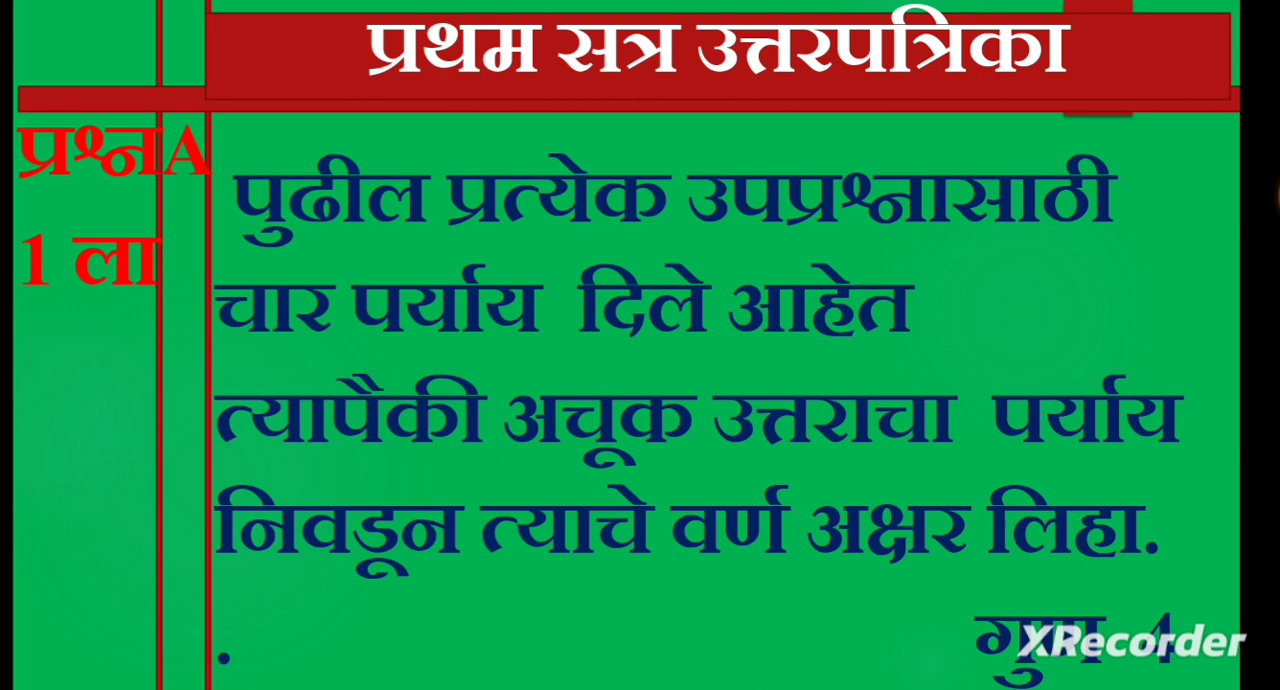 प्रथम सत्र उत्तरपत्रिका
प्रश्नA
1 ला
पुढील प्रत्येक उपप्रश्नासाठी
चार पर्याय दिले आहेत
त्यापैकी अचूक उत्तराचा पर्याय
निवडून त्याचे वर्ण अक्षर लिहा.
. गुण 4
XRecorder